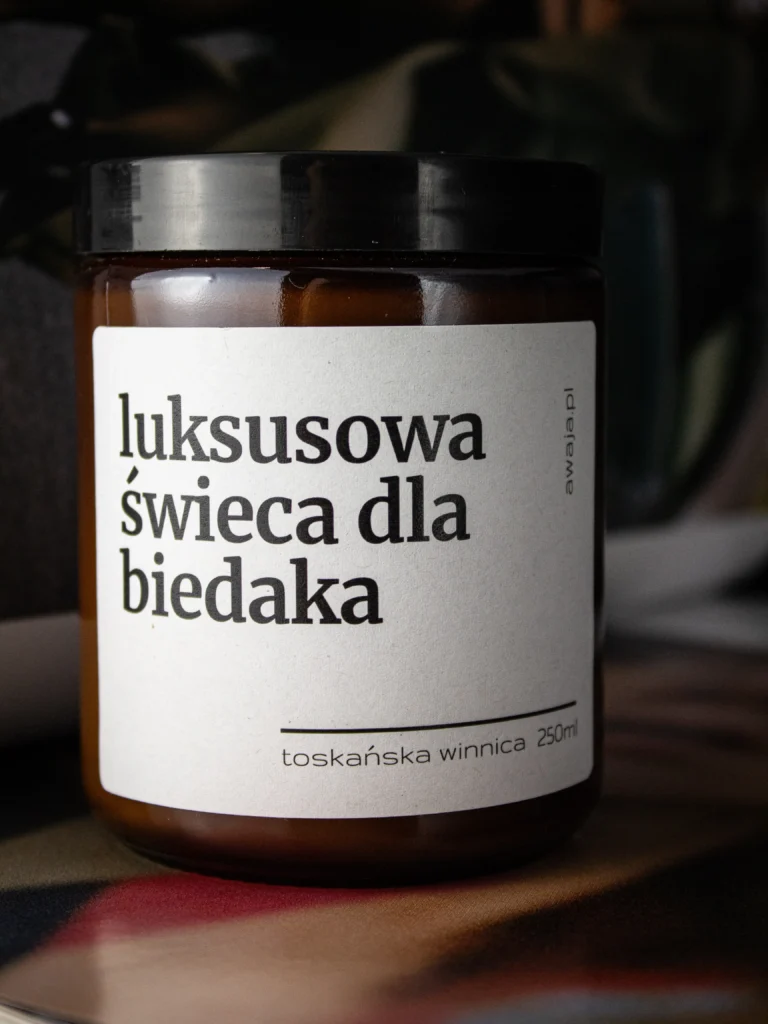 luksusowa
świeca dla
biedaka
awaja.pl
toskańska winnica 250ml